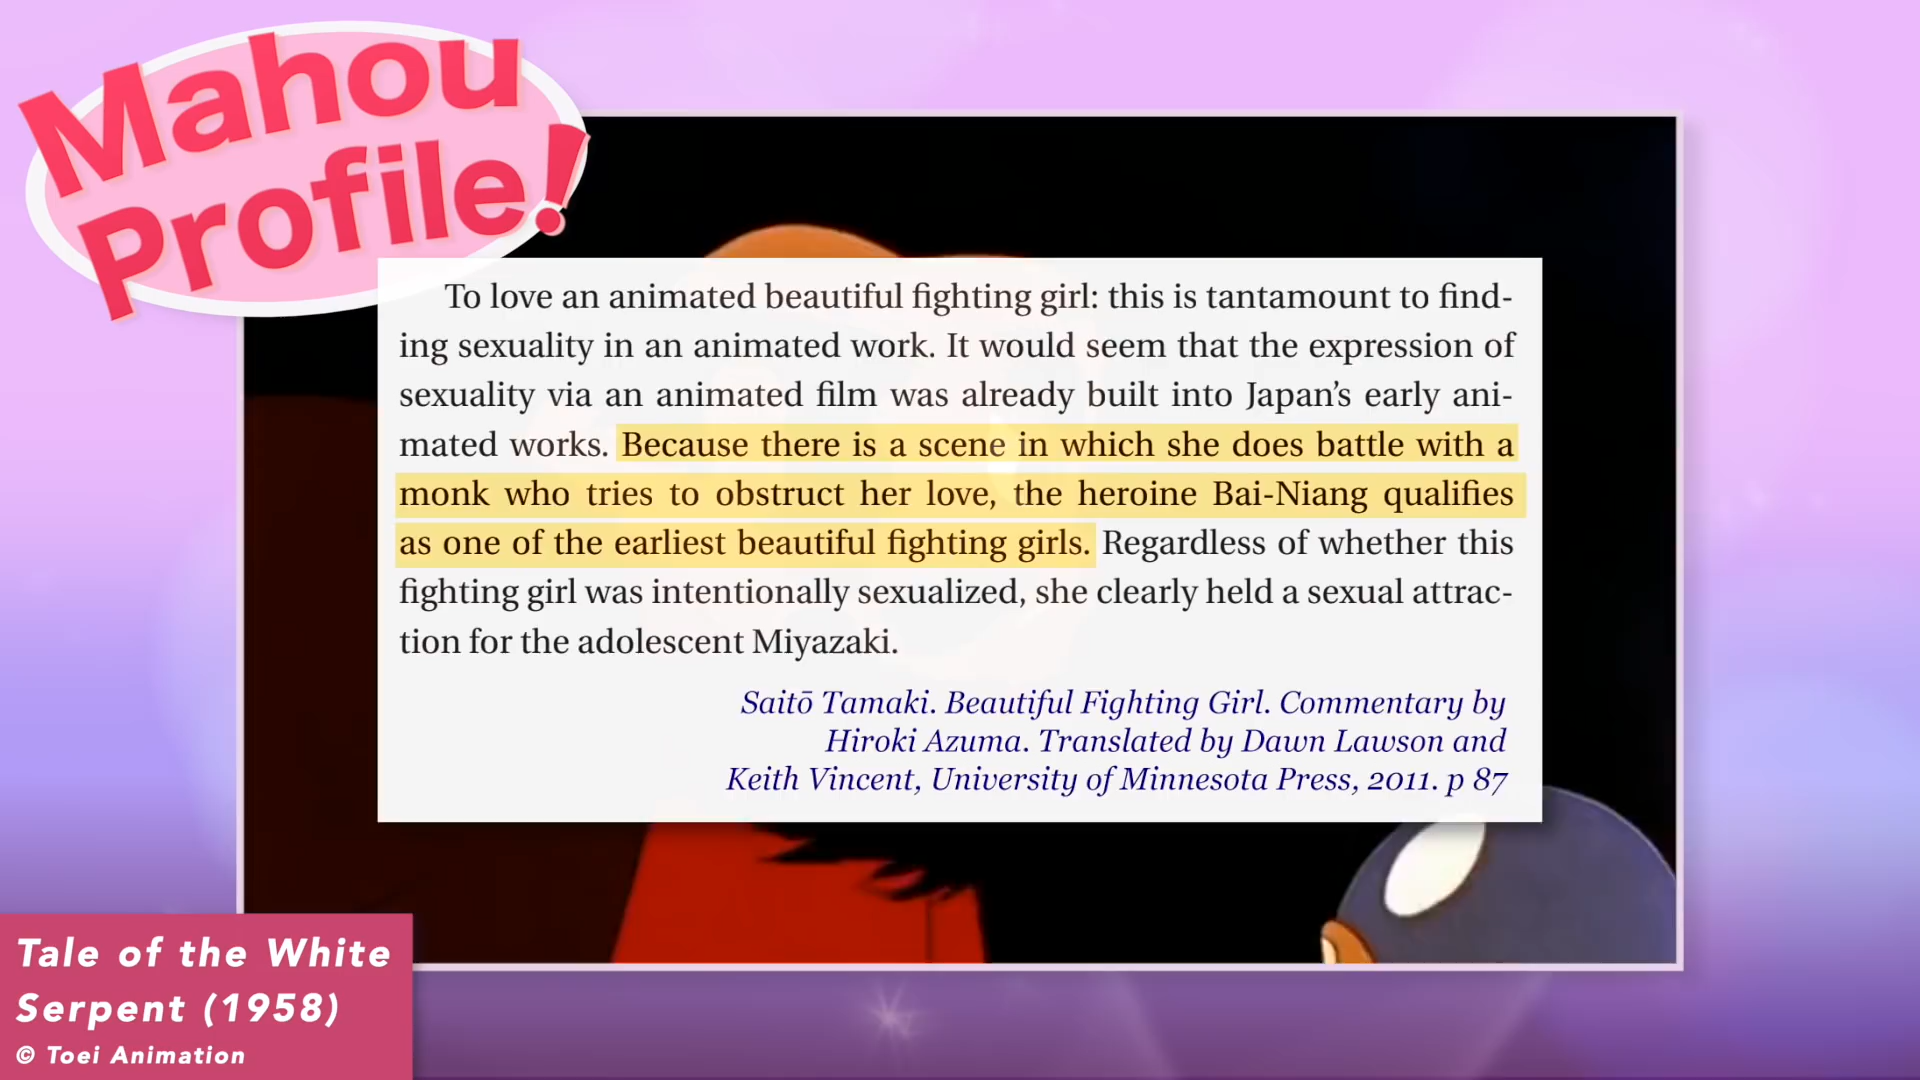 Mahou
Profile!
To love an animated beautiful fighting girl: this is tantamount to find-
ing sexuality in an animated work. It would seem that the expression of
sexuality via an animated film was already built into Japan’s early ani-
mated works. Because there is a scene in which she does battle with a
monk who tries to obstruct her love, the heroine Bai-Niang qualifies
as one of the earliest beautiful fighting girls. Regardless of whether this
fighting girl was intentionally sexualized, she clearly held a sexual attrac-
tion for the adolescent Miyazaki.
Saitō Tamaki. Beautiful Fighting Girl. Commentary by
Hiroki Azuma. Translated by Dawn Lawson and
Keith Vincent, University of Minnesota Press, 2011. p 87
Tale of the White
Serpent (1958)
© Toei Animation